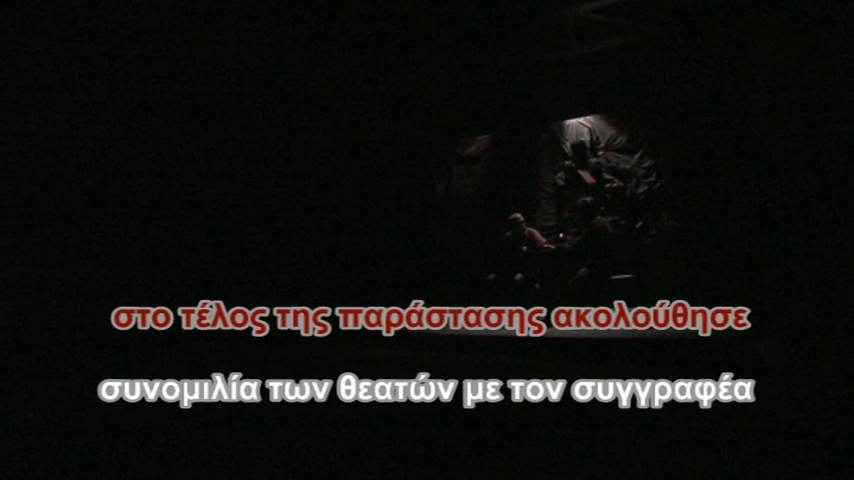 στο τέλος της παράστασης ακολούθησε
συνομιλία των θεατών με τον συγγραφέα